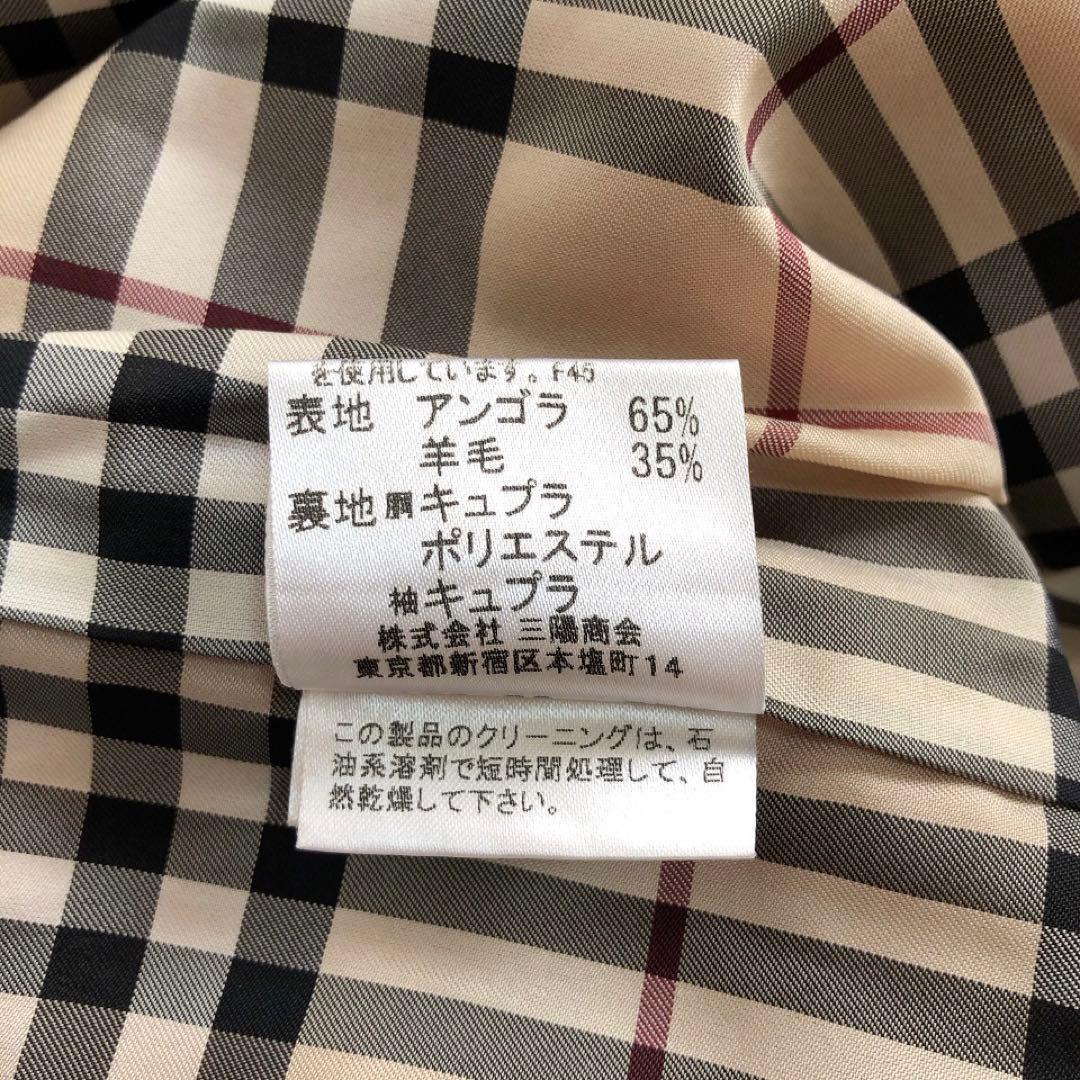 を使用しています。F45
表地 アンゴラ 65%
羊毛 35%
裏地 胴 キュプラ
ポリエステル
袖 キュプラ
株式会社 三陽商会
東京都新宿区本塩町14
この製品のクリーニングは、石
油系溶剤で短時間処理して、自
然乾燥して下さい。